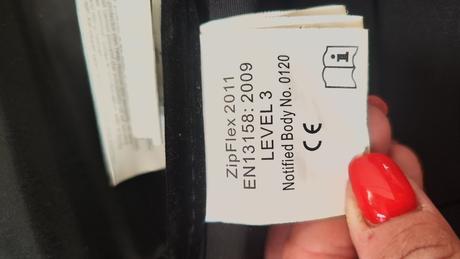 ZipFlex 2011
EN13158: 2009
LEVEL 3
Notified Body No. 0120
CE
i